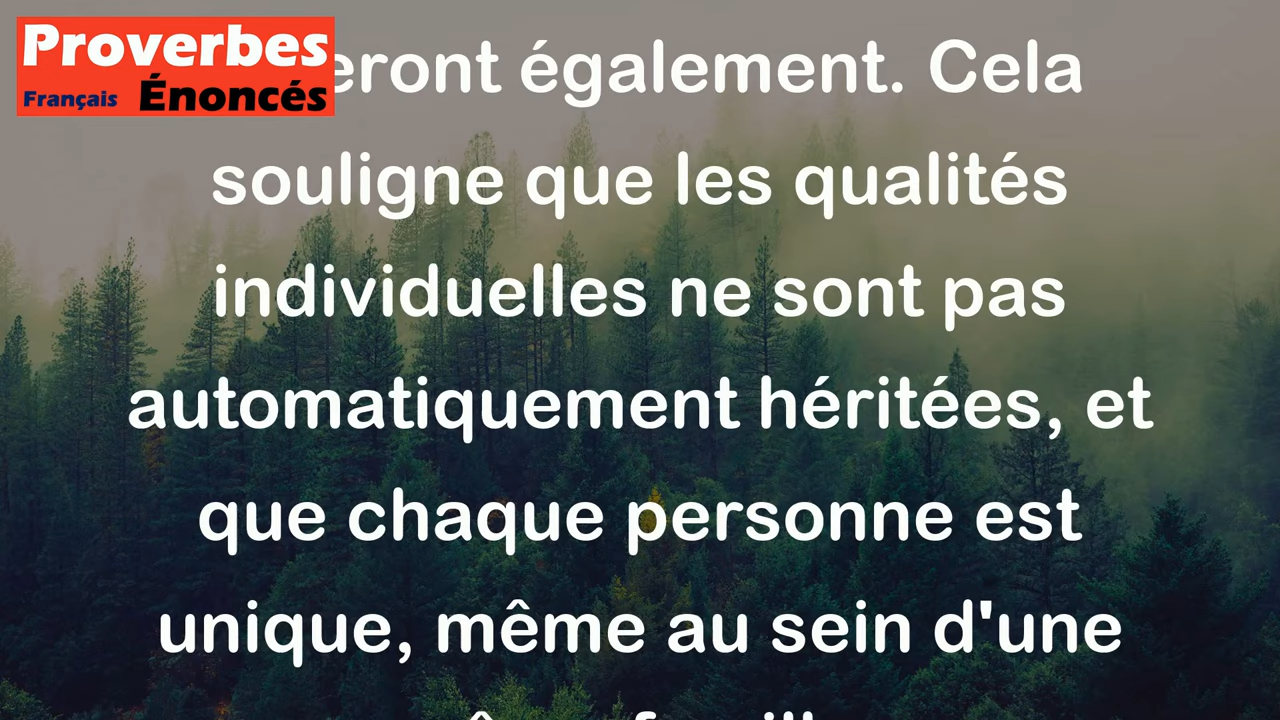 Proverbes
Français Énoncés
eront également. Cela
souligne que les qualités
individuelles ne sont pas
automatiquement héritées, et
que chaque personne est
unique, même au sein d'une